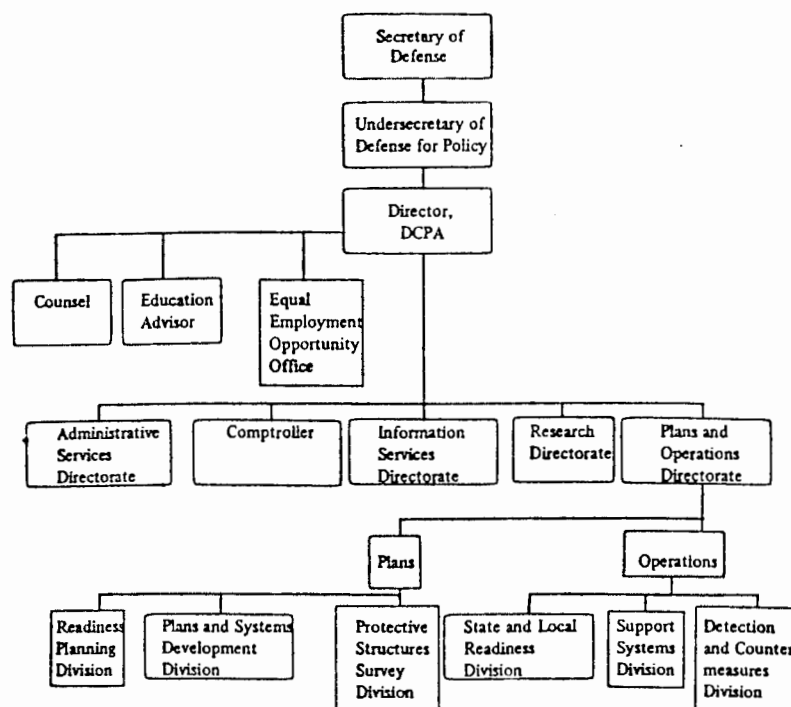 Secretary of
Defense
Undersecretary of
Defense for Policy
Director,
DCPA
Counsel
Education
Advisor
Equal
Employment
Opportunity
Office
Administrative
Services
Directorate
Comptroller
Information
Services
Directorate
Research
Directorate
Plans and
Operations
Directorate
Plans
Operations
Readiness
Planning
Division
Plans and Systems
Development
Division
Protective
Structures
Survey
Division
State and Local
Readiness
Division
Support
Systems
Division
Detection
and Counter
measures
Division